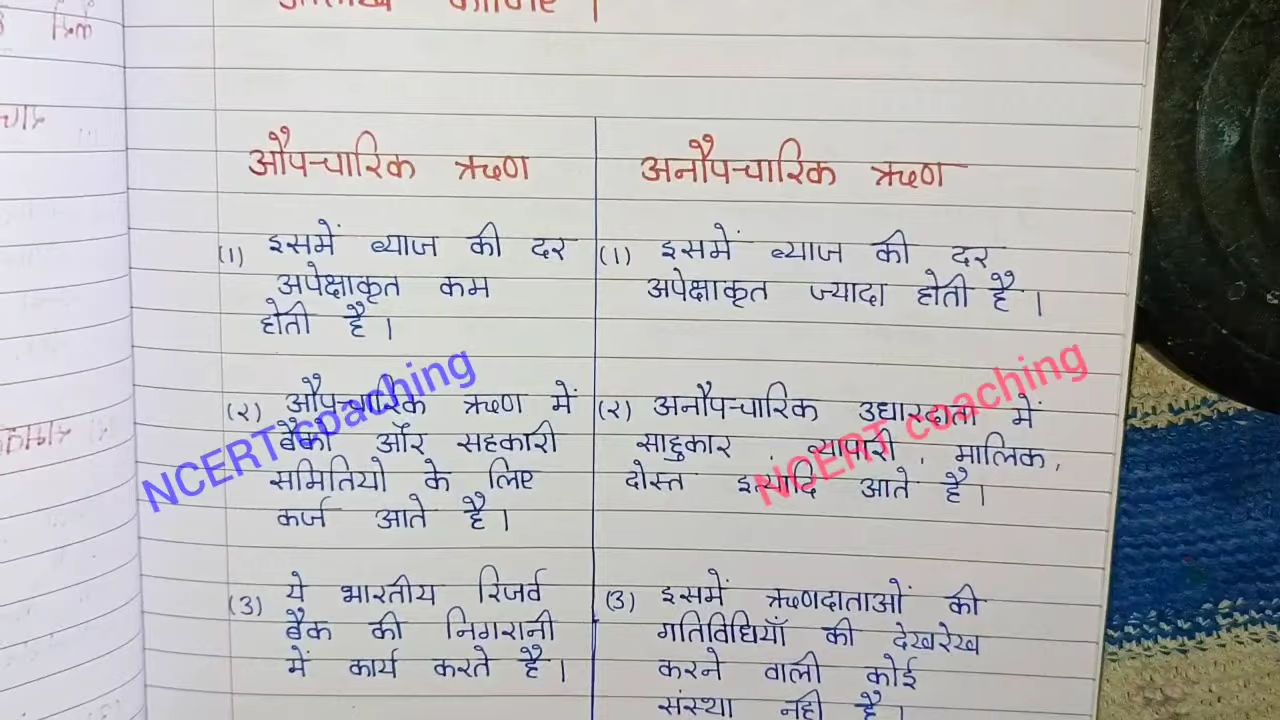 औपचारिक ऋण
(1) इसमें व्याज की दर
अपेक्षाकृत कम
होती है।
(२) औपचारिक ऋण में
बैंको और सहकारी
समितियो के लिए
कर्ज आते है।
(3) ये भारतीय रिजर्व
बैंक की निगरानी
में कार्य करते है।
अनौपचारिक ऋण
(1) इसमें व्याज की दर
अपेक्षाकृत ज्यादा होती है।
(२) अनौपचारिक उधारदाता में
साहुकार , व्यापारी , मालिक,
दोस्त इत्यादि आते है।
(3) इसमें ऋणदाताओं की
गतिविधियाँ की देखरेख
करने वाली कोई
संस्था नही है।
NCERT coaching
NCERT coaching